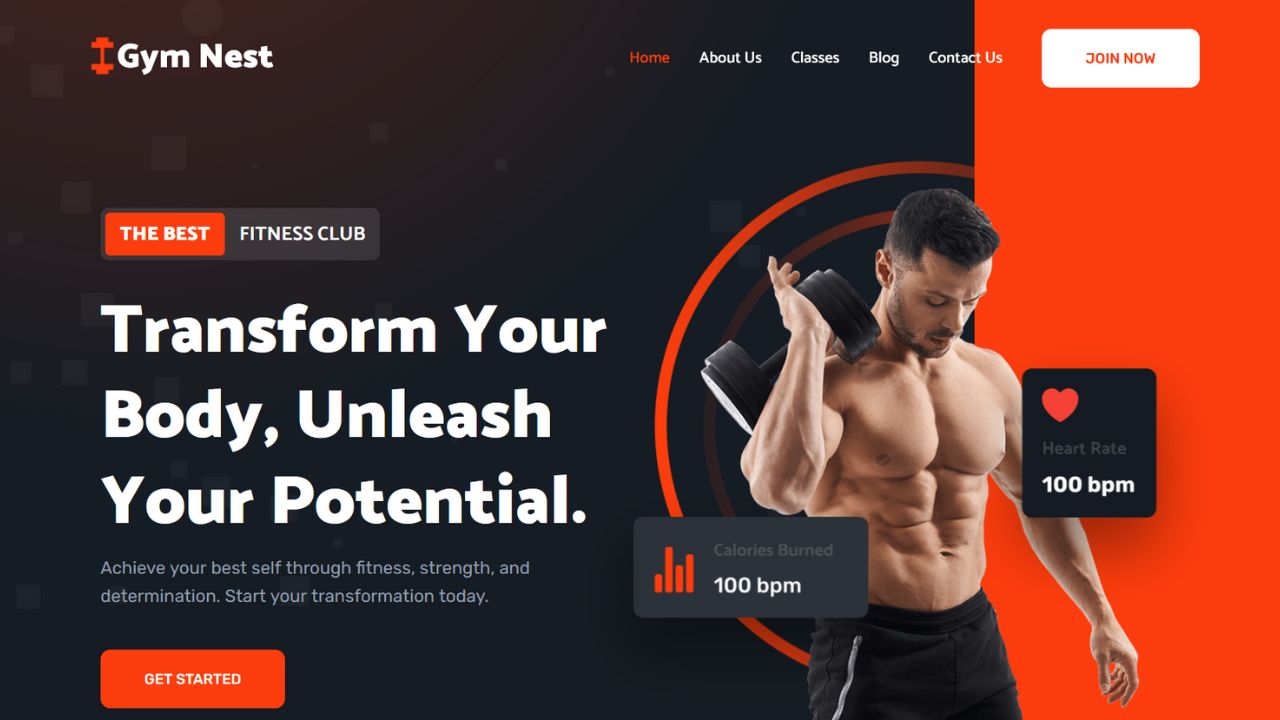 Gym Nest
Home About Us Classes Blog Contact Us JOIN NOW
THE BEST FITNESS CLUB
Transform Your
Body, Unleash
Your Potential.
Achieve your best self through fitness, strength, and
determination. Start your transformation today.
GET STARTED
Heart Rate
100 bpm
Calories Burned
100 bpm